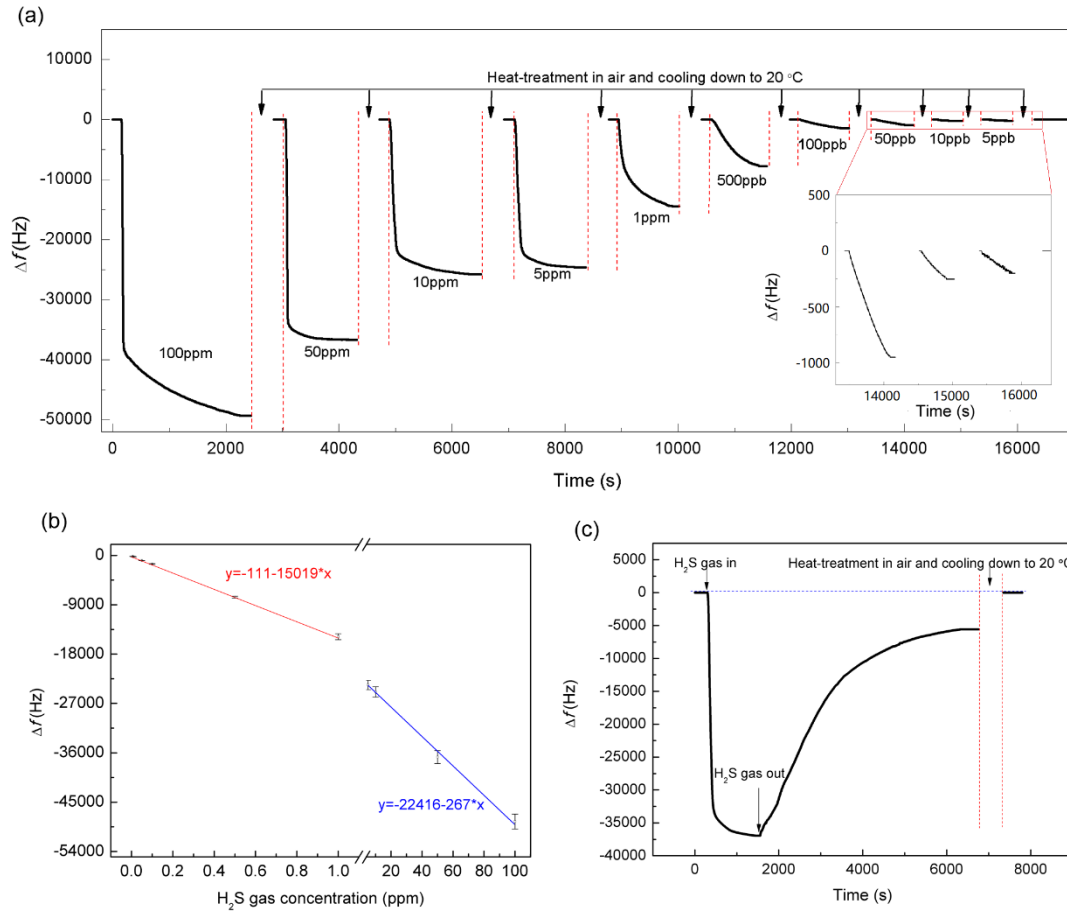 (a)
Heat-treatment in air and cooling down to 20 °C
10000
0
-10000
-20000
-30000
-40000
-50000
Δf (Hz)
100ppm
50ppm
10ppm
5ppm
1ppm
500ppb
100ppb
50ppb
10ppb
5ppb
500
0
-500
-1000
Δf (Hz)
14000 15000 16000
Time (s)
0 2000 4000 6000 8000 10000 12000 14000 16000
Time (s)
(b)
0
-9000
-18000
-27000
-36000
-45000
-54000
Δf (Hz)
y=-111-15019*x
y=-22416-267*x
0.0 0.2 0.4 0.6 0.8 1.0 20 40 60 80 100
H₂S gas concentration (ppm)
(c)
5000
0
-5000
-10000
-15000
-20000
-25000
-30000
-35000
-40000
Δf (Hz)
H₂S gas in
Heat-treatment in air and cooling down to 20 °C
H₂S gas out
0 2000 4000 6000 8000
Time (s)